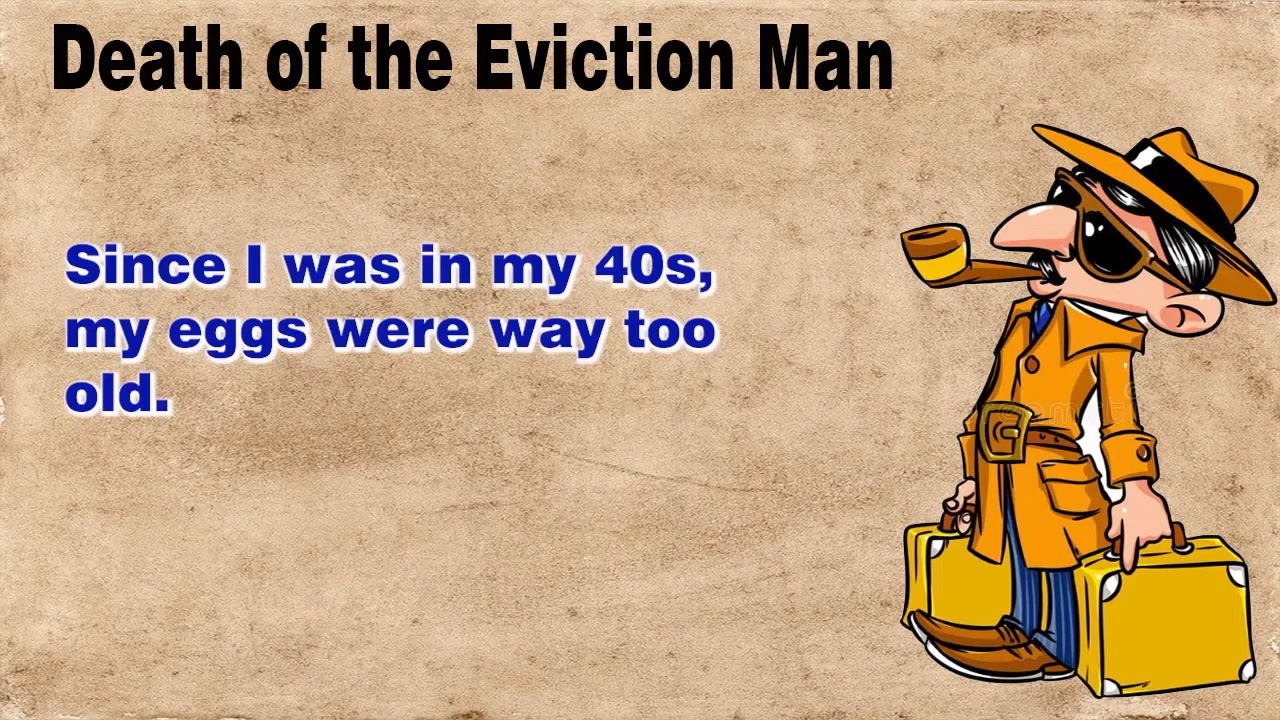 Death of the Eviction Man
Since I was in my 40s,
my eggs were way too
old.